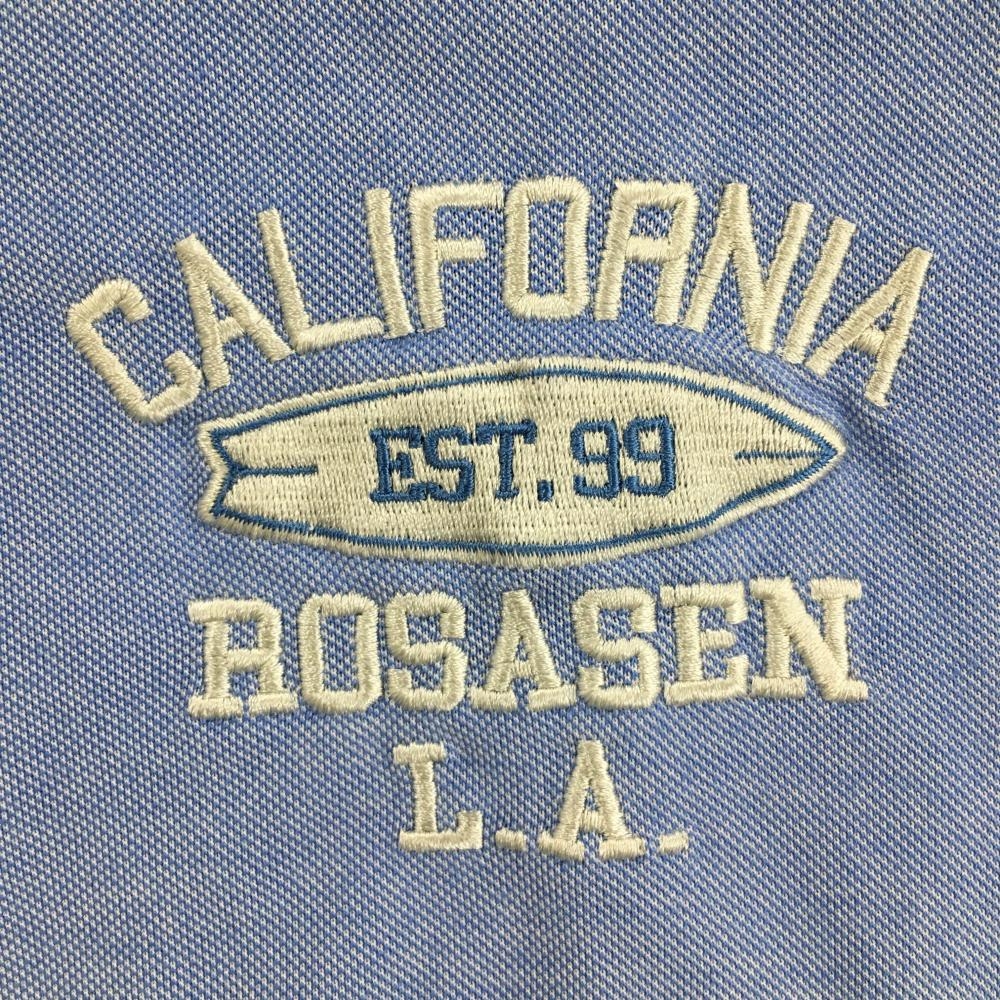 CALIFORNIA
EST. 99
ROSASEN
L.A.